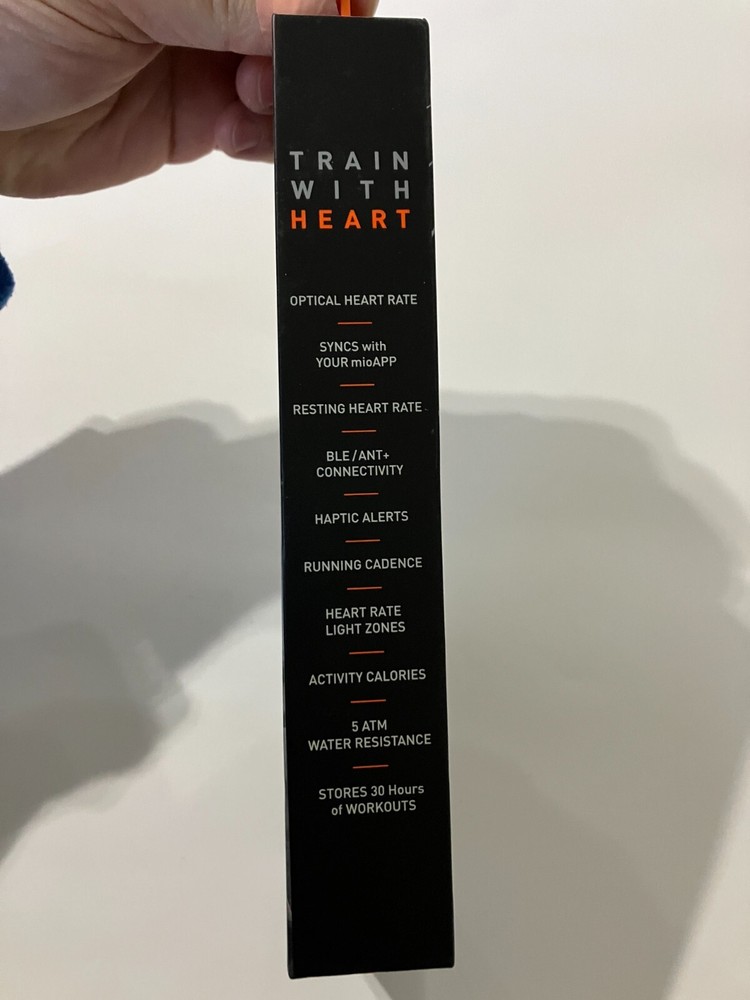 TRAIN
WITH
HEART
OPTICAL HEART RATE
SYNCS with
YOUR mioAPP
RESTING HEART RATE
BLE/ANT+
CONNECTIVITY
HAPTIC ALERTS
RUNNING CADENCE
HEART RATE
LIGHT ZONES
ACTIVITY CALORIES
5 ATM
WATER RESISTANCE
STORES 30 Hours
of WORKOUTS